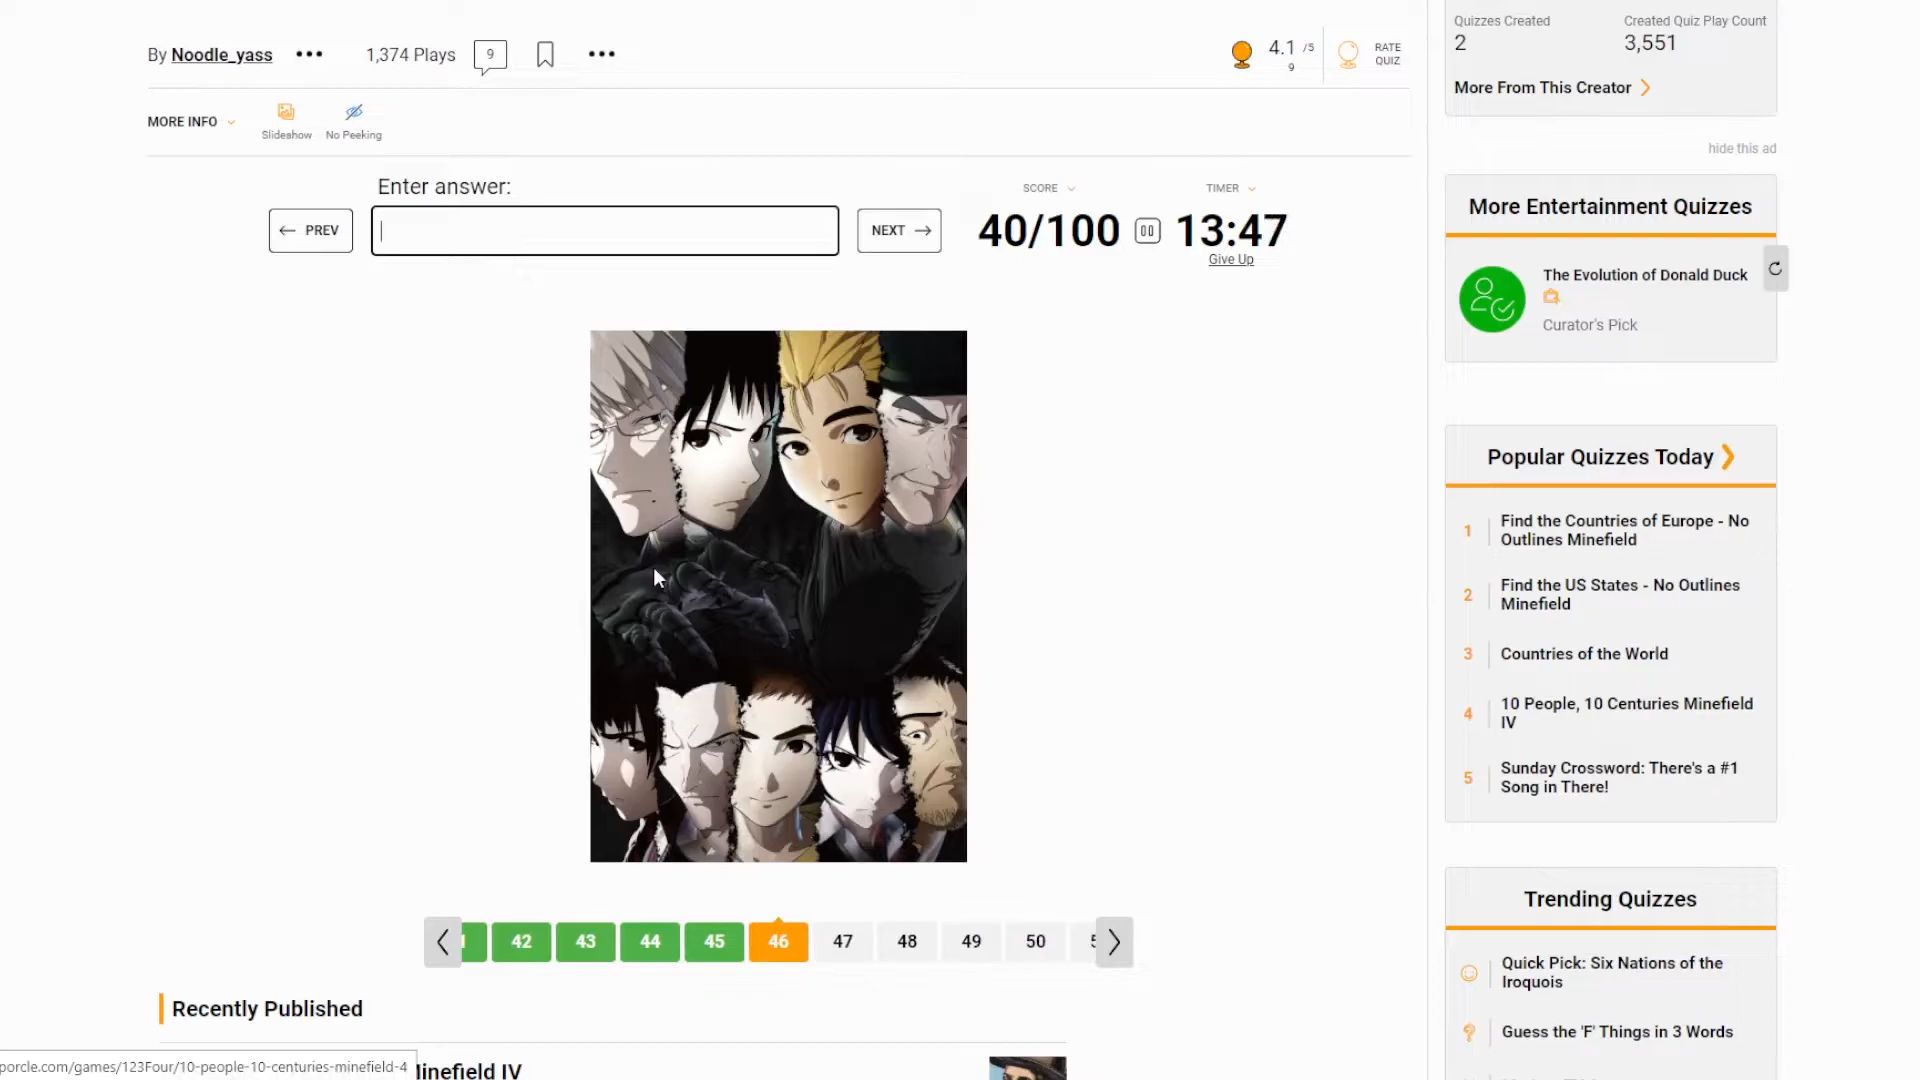 By Noodle_yass
1,374 Plays
9
4.1 /5
9
RATE
QUIZ
MORE INFO
Slideshow
No Peeking
Enter answer:
PREV
NEXT
SCORE
40/100
TIMER
13:47
Give Up
42
43
44
45
46
47
48
49
50
Recently Published
porcle.com/games/123Four/10-people-10-centuries-minefield-4
Minefield IV
Quizzes Created
2
Created Quiz Play Count
3,551
More From This Creator
hide this ad
More Entertainment Quizzes
The Evolution of Donald Duck
Curator's Pick
Popular Quizzes Today
1 Find the Countries of Europe - No
Outlines Minefield
2 Find the US States - No Outlines
Minefield
3 Countries of the World
4 10 People, 10 Centuries Minefield
IV
5 Sunday Crossword: There's a #1
Song in There!
Trending Quizzes
Quick Pick: Six Nations of the
Iroquois
Guess the 'F' Things in 3 Words